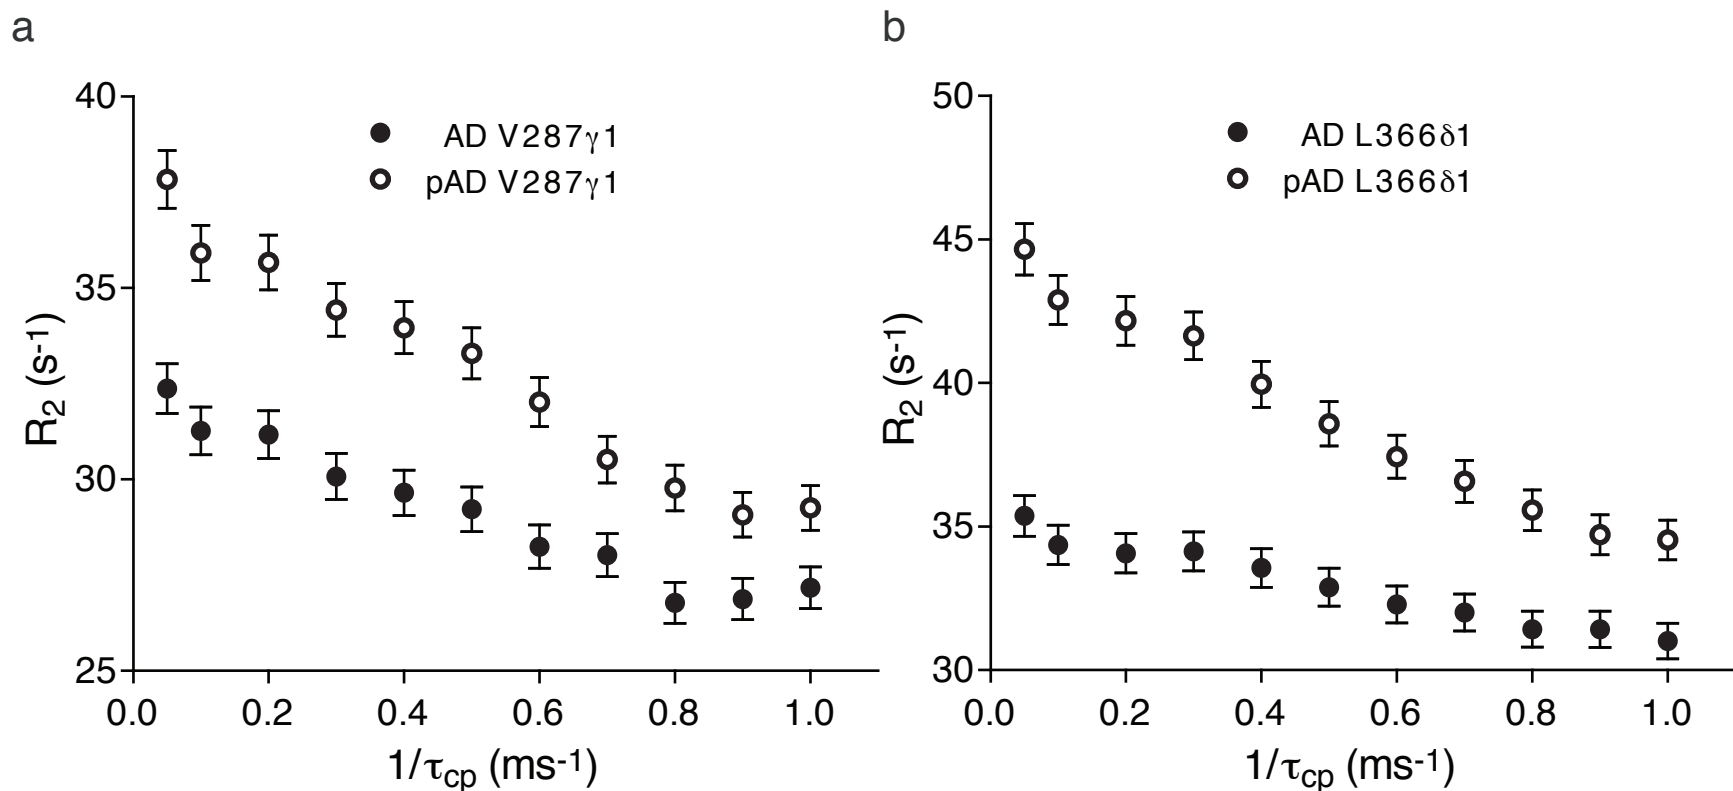 a
40
35
30
25
R₂ (s⁻¹)
AD V287γ1
pAD V287γ1
0.0 0.2 0.4 0.6 0.8 1.0
1/τcp (ms⁻¹)
b
50
45
40
35
30
R₂ (s⁻¹)
AD L366δ1
pAD L366δ1
0.0 0.2 0.4 0.6 0.8 1.0
1/τcp (ms⁻¹)